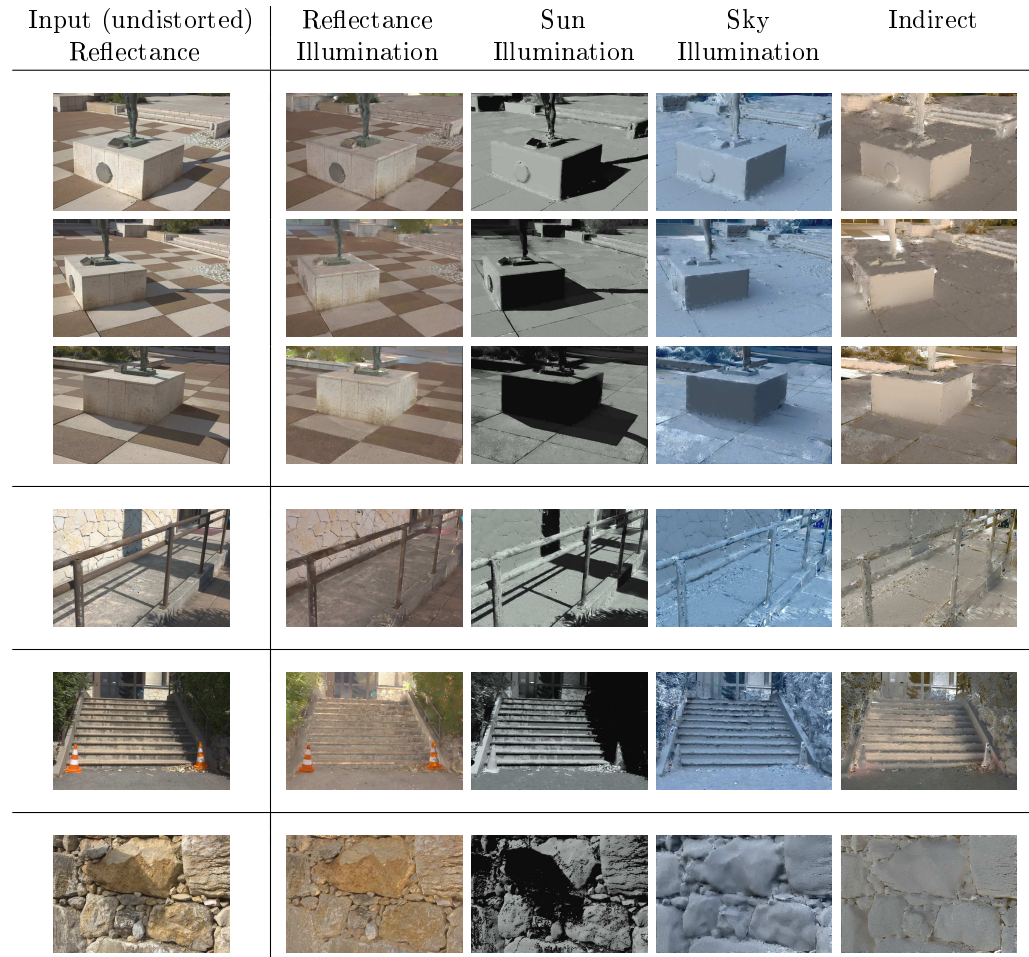 Input (undistorted) Reflectance Sun Sky Indirect
Reflectance Illumination Illumination Illumination